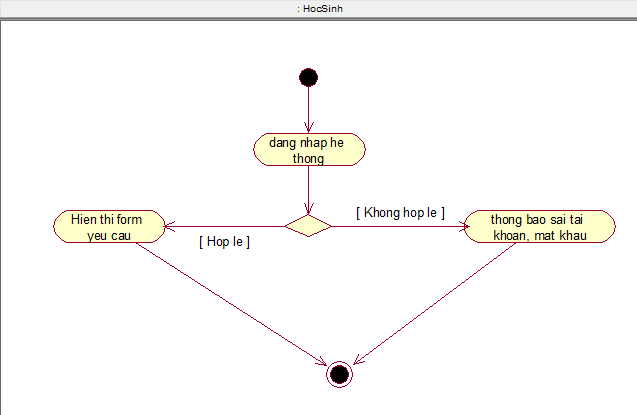 : HocSinh
dang nhap he
thong
[ Khong hop le ]
Hien thi form
yeu cau
[ Hop le ]
thong bao sai tai
khoan, mat khau